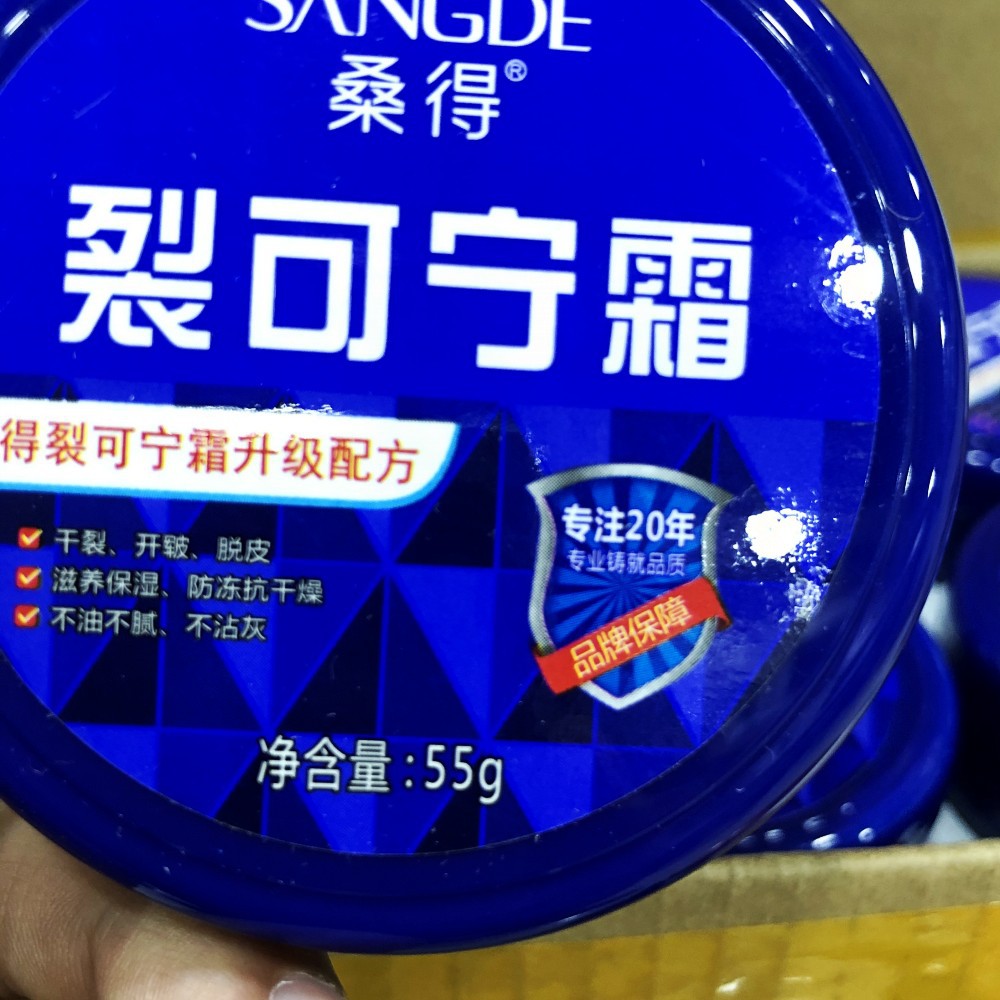 SANGDE
桑得®
裂可宁霜
得裂可宁霜升级配方
干裂、开皲、脱皮
滋养保湿、防冻抗干燥
不油不腻、不沾灰
专注20年
专业铸就品质
品牌保障
净含量:55g